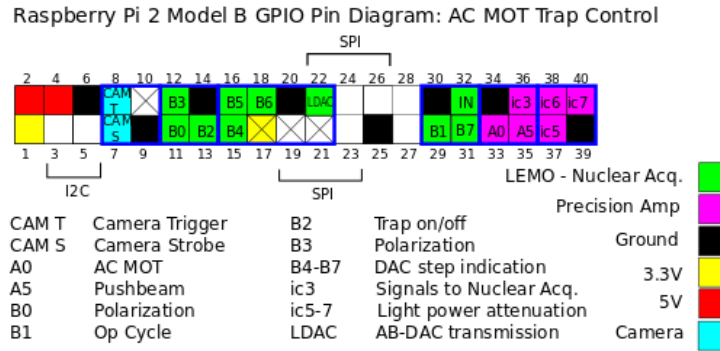 Raspberry Pi 2 Model B GPIO Pin Diagram: AC MOT Trap Control
SPI
2 4 6 8 10 12 14 16 18 20 22 24 26 28 30 32 34 36 38 40
CAM T B3 B5 B6 LDAC IN ic3 ic6 ic7
CAM S B0 B2 B4 B1 B7 A0 A5 ic5
1 3 5 7 9 11 13 15 17 19 21 23 25 27 29 31 33 35 37 39
I2C SPI
LEMO - Nuclear Acq.
Precision Amp
Ground
3.3V
5V
Camera
CAM T Camera Trigger
CAM S Camera Strobe
A0 AC MOT
A5 Pushbeam
B0 Polarization
B1 Op Cycle
B2 Trap on/off
B3 Polarization
B4-B7 DAC step indication
ic3 Signals to Nuclear Acq.
ic5-7 Light power attenuation
LDAC AB-DAC transmission